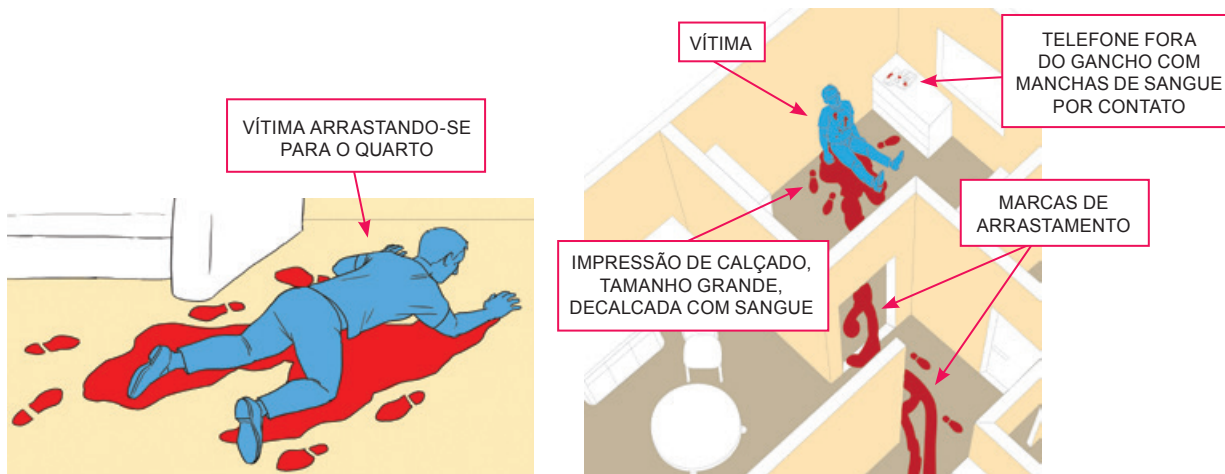 VÍTIMA ARRASTANDO-SE
PARA O QUARTO
VÍTIMA
TELEFONE FORA
DO GANCHO COM
MANCHAS DE SANGUE
POR CONTATO
IMPRESSÃO DE CALÇADO,
TAMANHO GRANDE,
DECALCADA COM SANGUE
MARCAS DE
ARRASTAMENTO